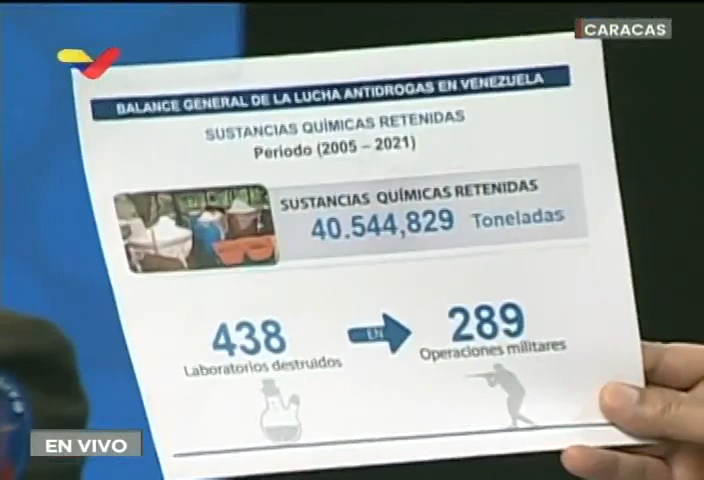 CARACAS
BALANCE GENERAL DE LA LUCHA ANTIDROGAS EN VENEZUELA
SUSTANCIAS QUÍMICAS RETENIDAS
Periodo (2005 – 2021)
SUSTANCIAS QUÍMICAS RETENIDAS
40.544,829 Toneladas
438 EN 289
Laboratorios destruidos Operaciones militares
EN VIVO